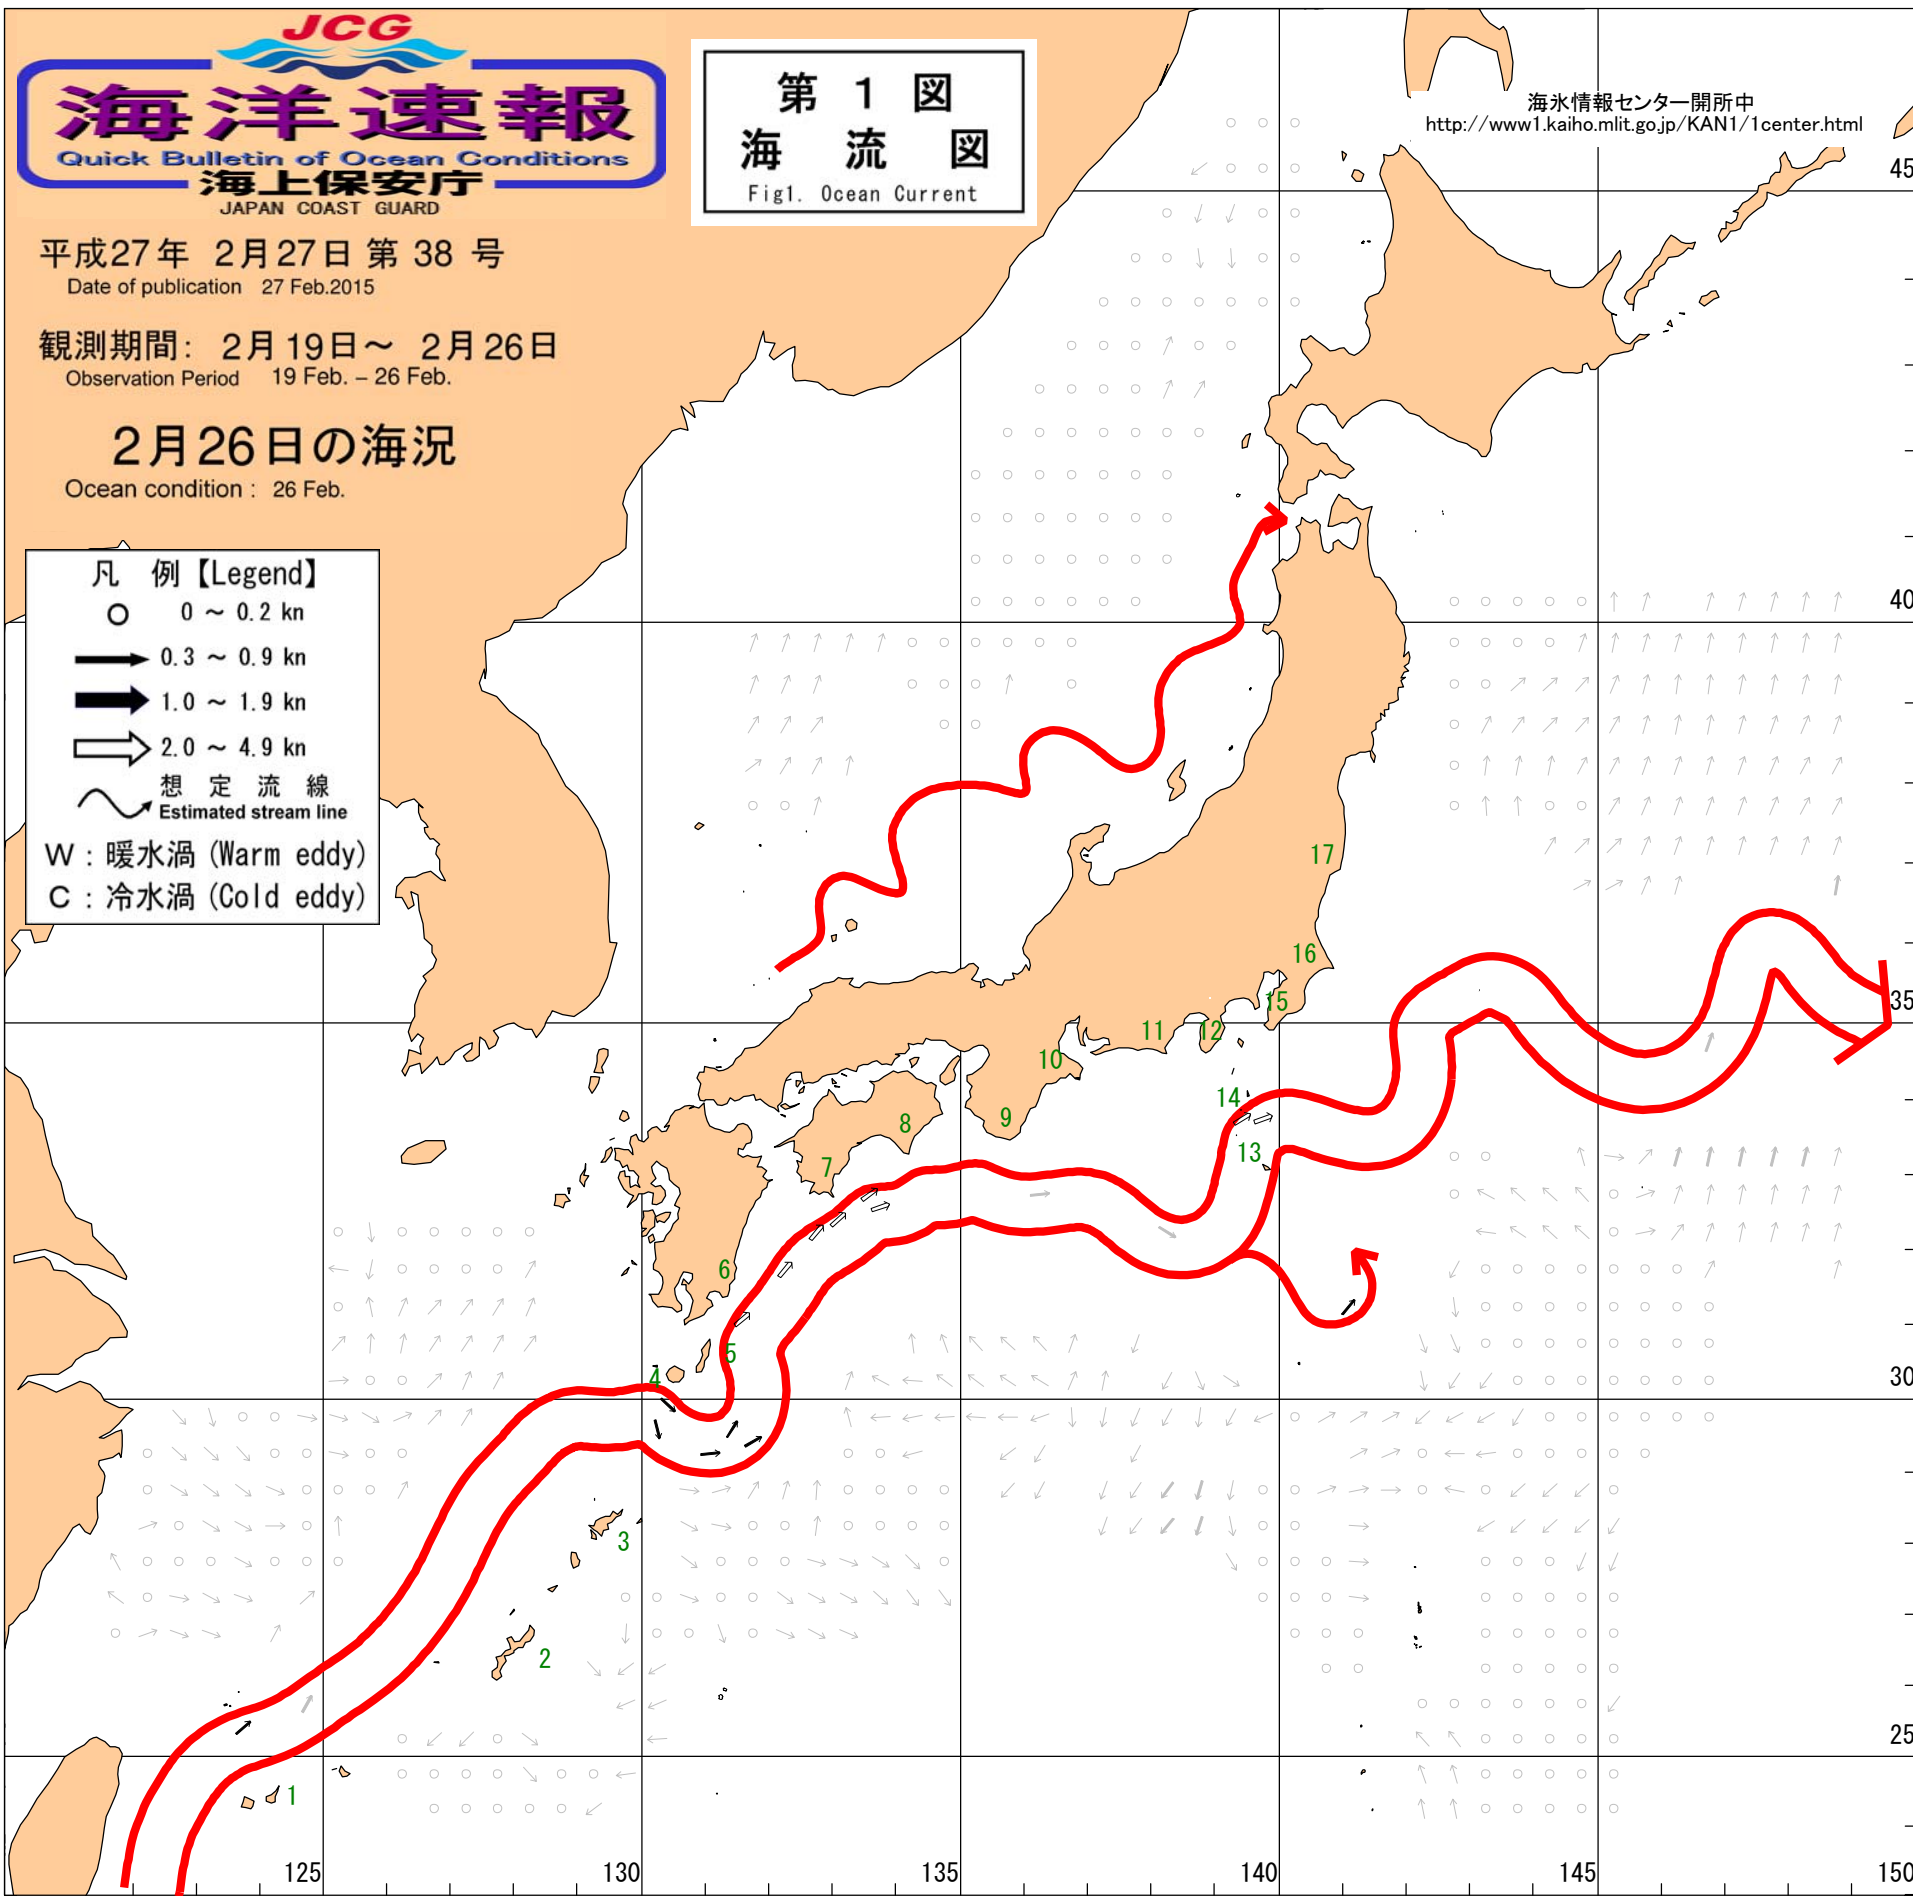 JCG
海洋速報
Quick Bulletin of Ocean Conditions
海上保安庁
JAPAN COAST GUARD
第 1 図
海 流 図
Fig1. Ocean Current
海氷情報センター開所中
http://www1.kaiho.mlit.go.jp/KAN1/1center.html
平成27年 2月27日 第 38 号
Date of publication 27 Feb.2015
観測期間: 2月19日～ 2月26日
Observation Period 19 Feb. – 26 Feb.
2月26日の海況
Ocean condition : 26 Feb.
凡 例【Legend】
0 ～ 0.2 kn
0.3 ～ 0.9 kn
1.0 ～ 1.9 kn
2.0 ～ 4.9 kn
想 定 流 線
Estimated stream line
W : 暖水渦 (Warm eddy)
C : 冷水渦 (Cold eddy)
45
40
17
16
35
15
12
11
10
14
9
8
13
7
6
5
4
30
3
2
25
1
125
130
135
140
145
150